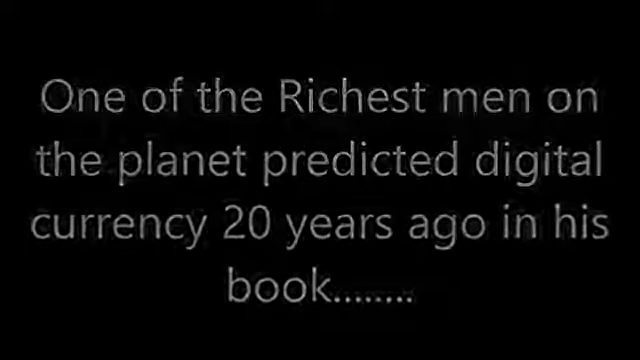 One of the Richest men on
the planet predicted digital
currency 20 years ago in his
book........